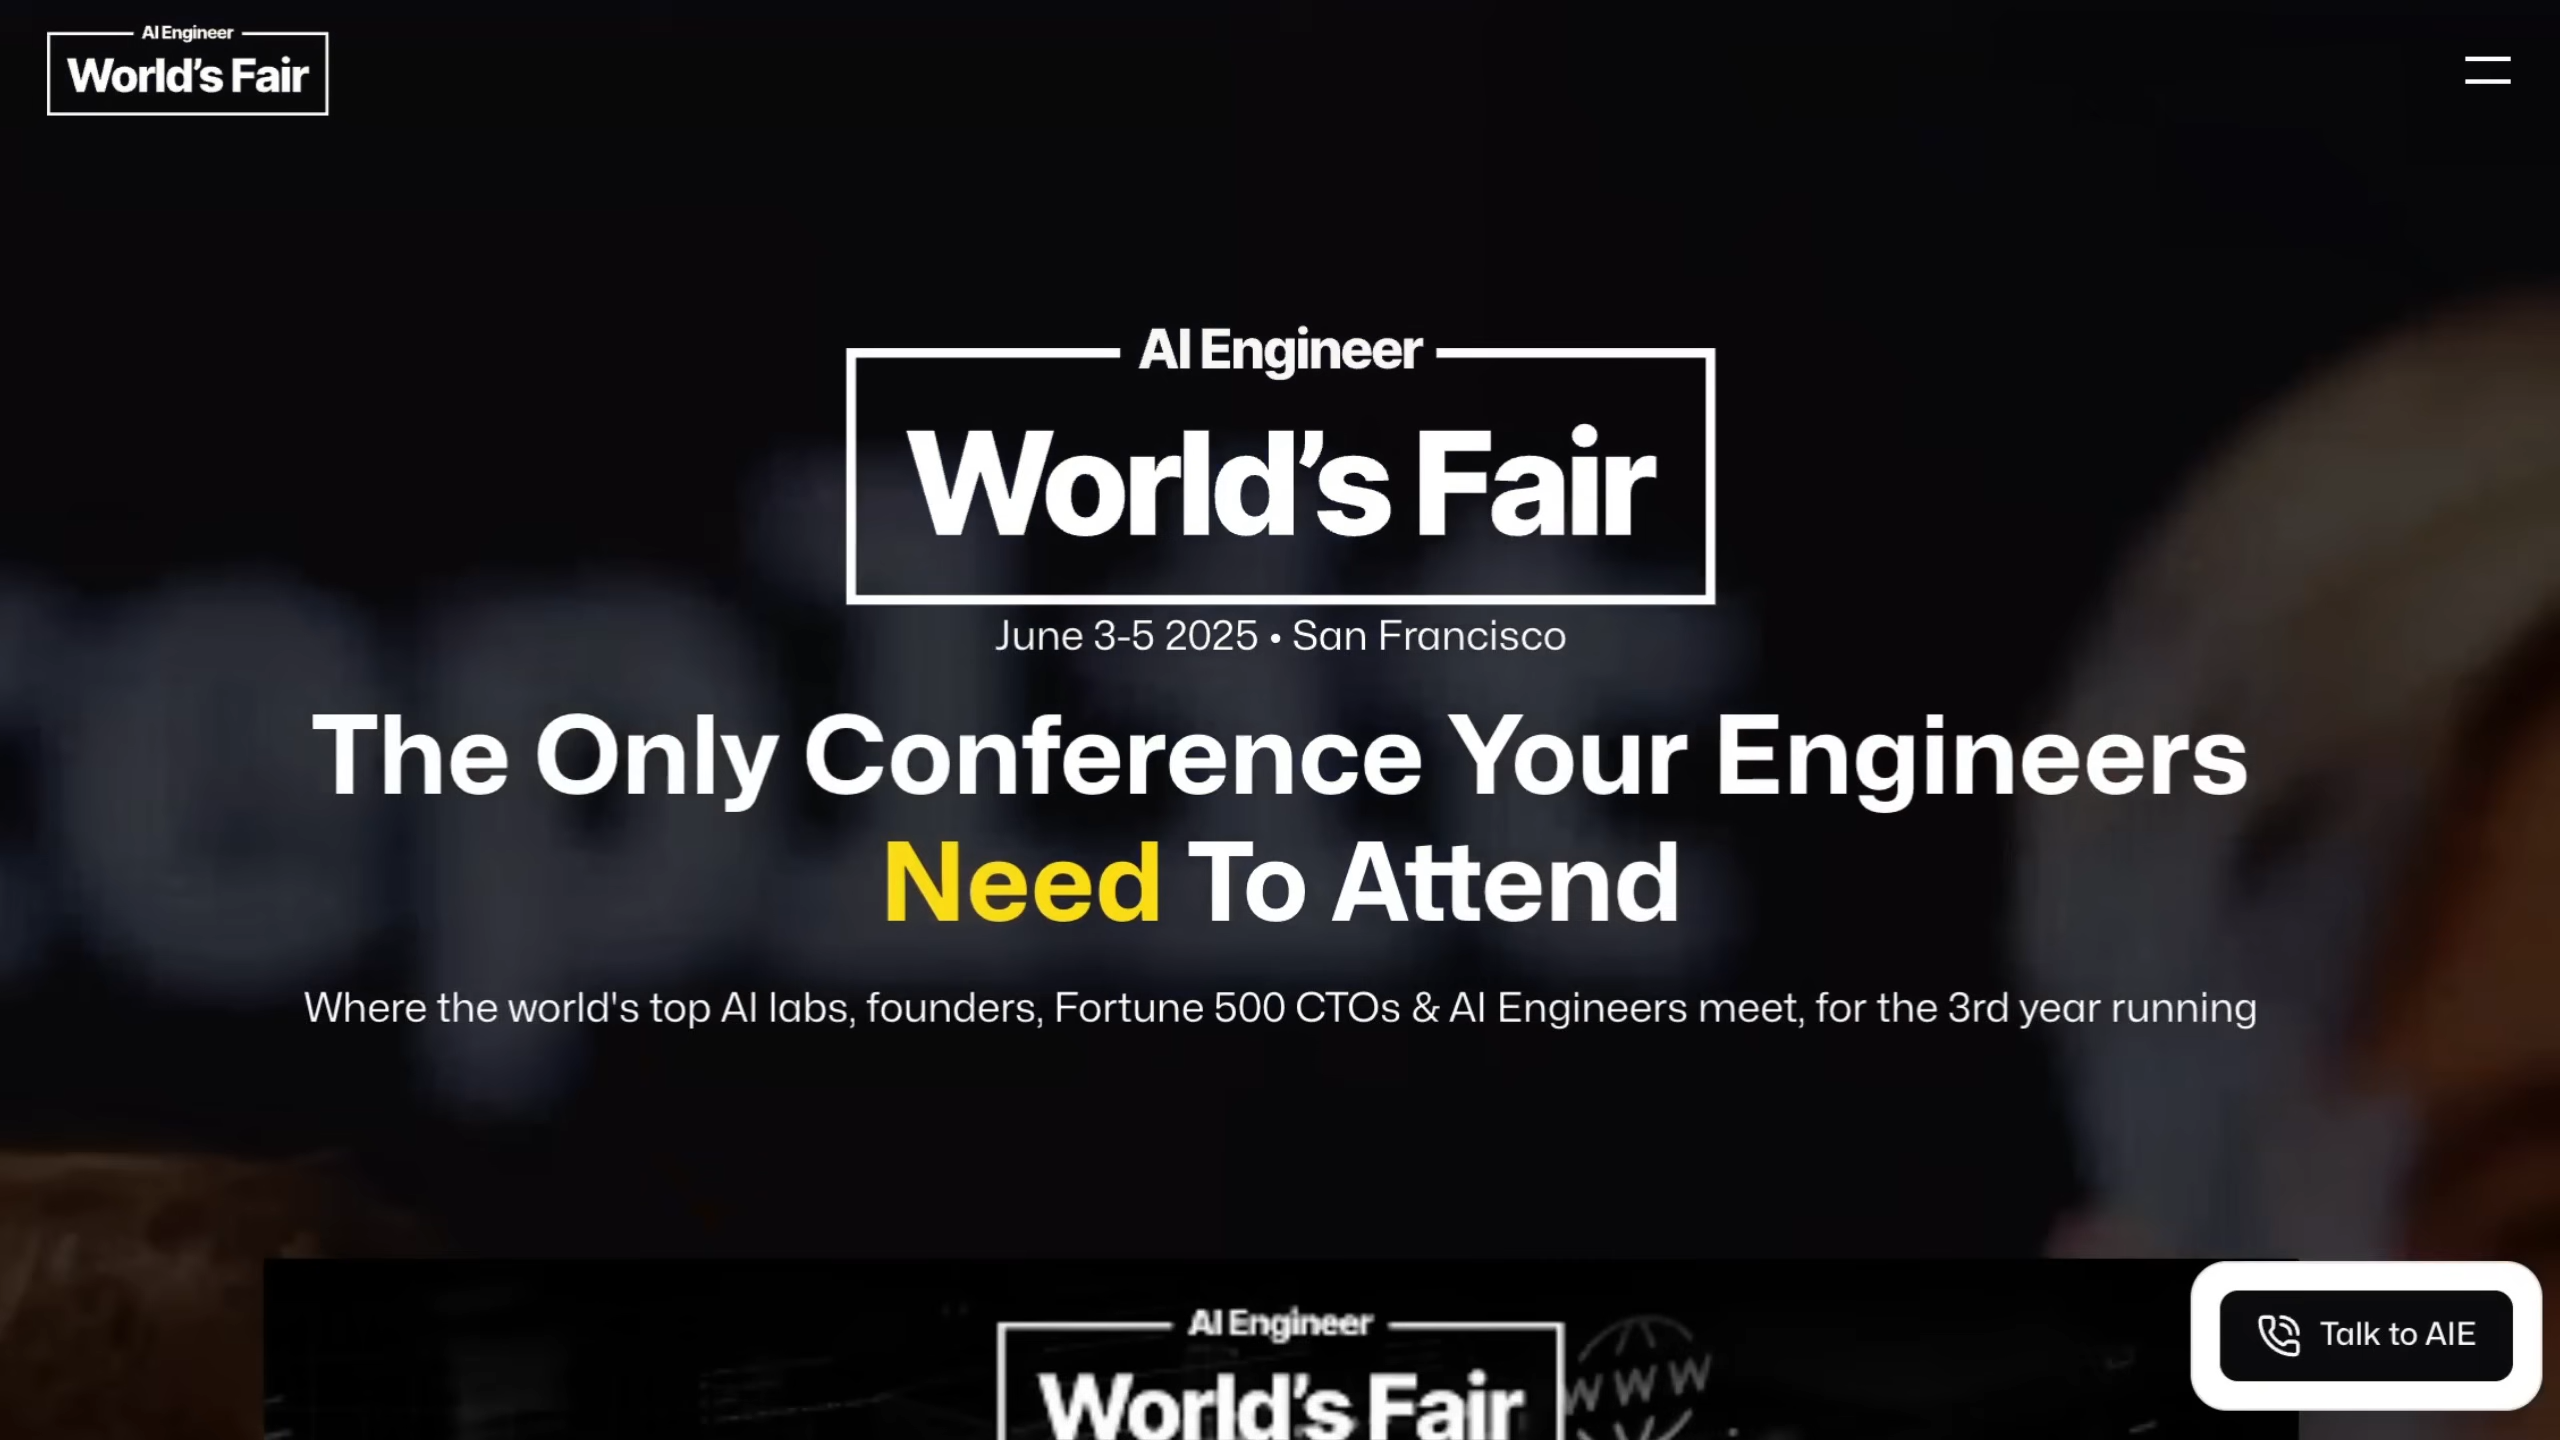 AI Engineer
World's Fair
AI Engineer
World’s Fair
June 3-5 2025 • San Francisco
The Only Conference Your Engineers
Need To Attend
Where the world's top AI labs, founders, Fortune 500 CTOs & AI Engineers meet, for the 3rd year running
AI Engineer
World’s Fair
WWW
Talk to AIE